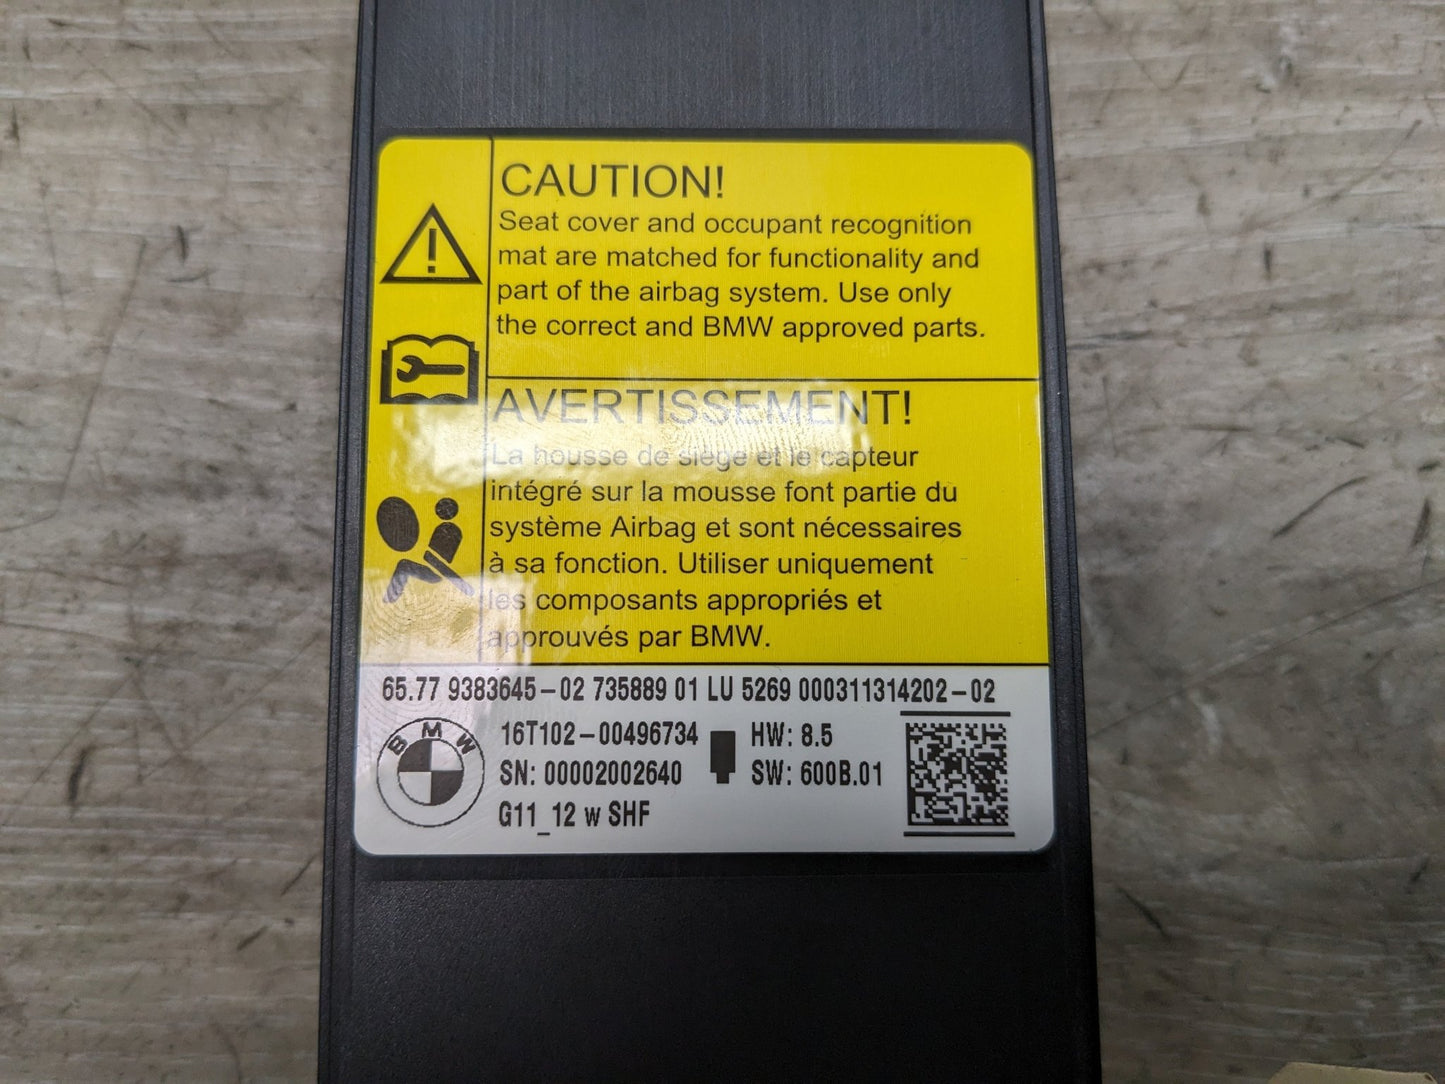 CAUTION!
Seat cover and occupant recognition
mat are matched for functionality and
part of the airbag system. Use only
the correct and BMW approved parts.
AVERTISSEMENT!
La housse de siège et le capteur
intégré sur la mousse font partie du
système Airbag et sont nécessaires
à sa fonction. Utiliser uniquement
les composants appropriés et
approuvés par BMW.
65.77 9383645-02 735889 01 LU 5269 000311314202-02
BMW
16T102-00496734 HW: 8.5
SN: 00002002640 SW: 600B.01
G11_12 w SHF